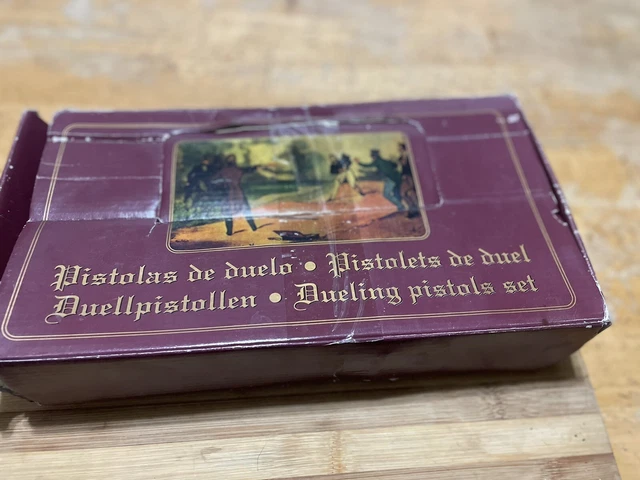 Pistolas de duelo • Pistolets de duel
Duellpistollen • Dueling pistols set